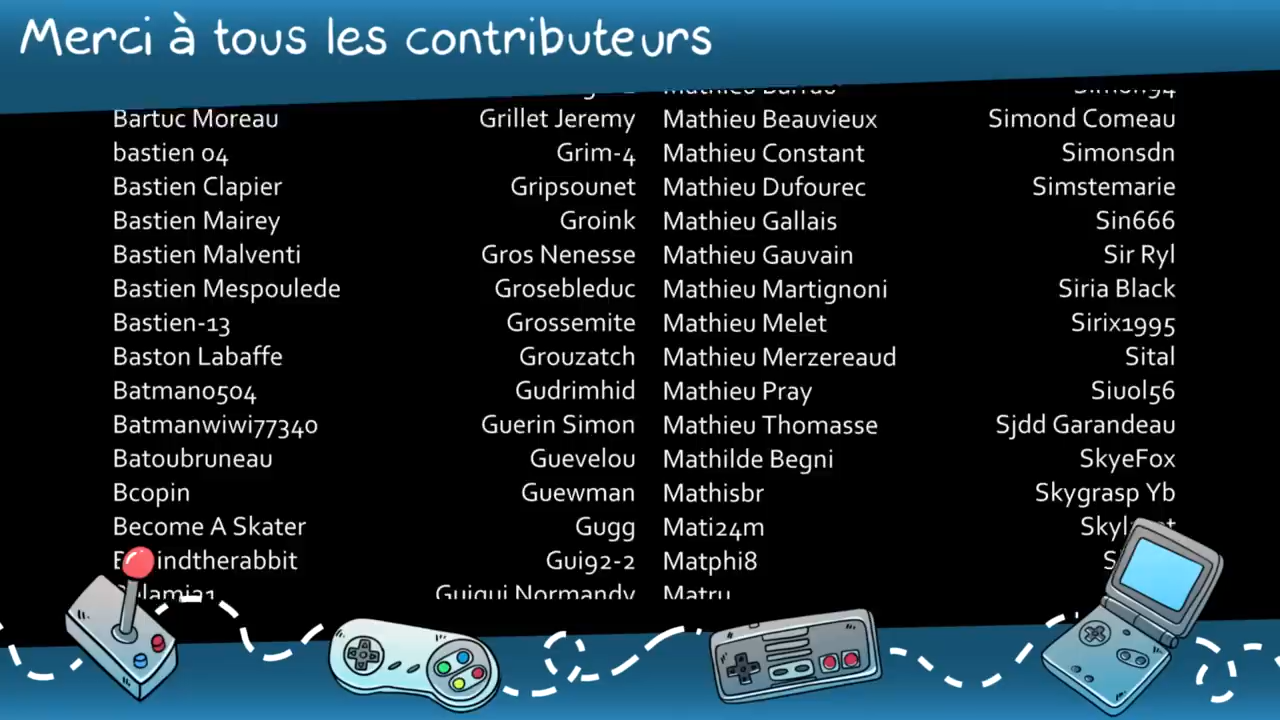 Merci à tous les contributeurs
Bartuc Moreau
bastien 04
Bastien Clapier
Bastien Mairey
Bastien Malventi
Bastien Mespoulede
Bastien-13
Baston Labaffe
Batman0504
Batmanwiwi77340
Batoubruneau
Bcopin
Become A Skater
Grillet Jeremy
Grim-4
Gripsounet
Groink
Gros Nenesse
Grosebleduc
Grossemite
Grouzatch
Gudrimhid
Guerin Simon
Guevelou
Guewman
Gugg
Gui92-2
Guigui Normandy
Mathieu Beauvieux
Mathieu Constant
Mathieu Dufourec
Mathieu Gallais
Mathieu Gauvain
Mathieu Martignoni
Mathieu Melet
Mathieu Merzereaud
Mathieu Pray
Mathieu Thomasse
Mathilde Begni
Mathisbr
Mati24m
Matphi8
Matru
Simon94
Simond Comeau
Simonsdn
Simstemarie
Sin666
Sir Ryl
Siria Black
Sirix1995
Sital
Siuol56
Sjdd Garandeau
SkyeFox
Skygrasp Yb